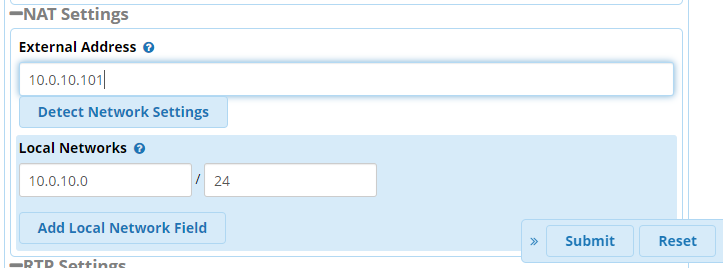 NAT Settings
External Address
10.0.10.101
Detect Network Settings
Local Networks
10.0.10.0 / 24
Add Local Network Field
» Submit Reset
RTP Settings